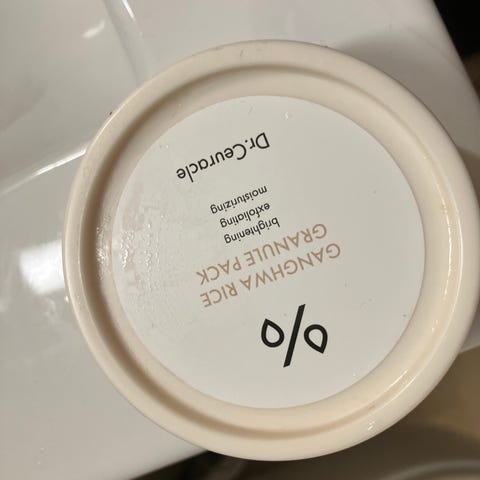 GANGHWA RICE
GRANULE PACK
brightening
exfoliating
moisturizing
Dr.Ceuracle